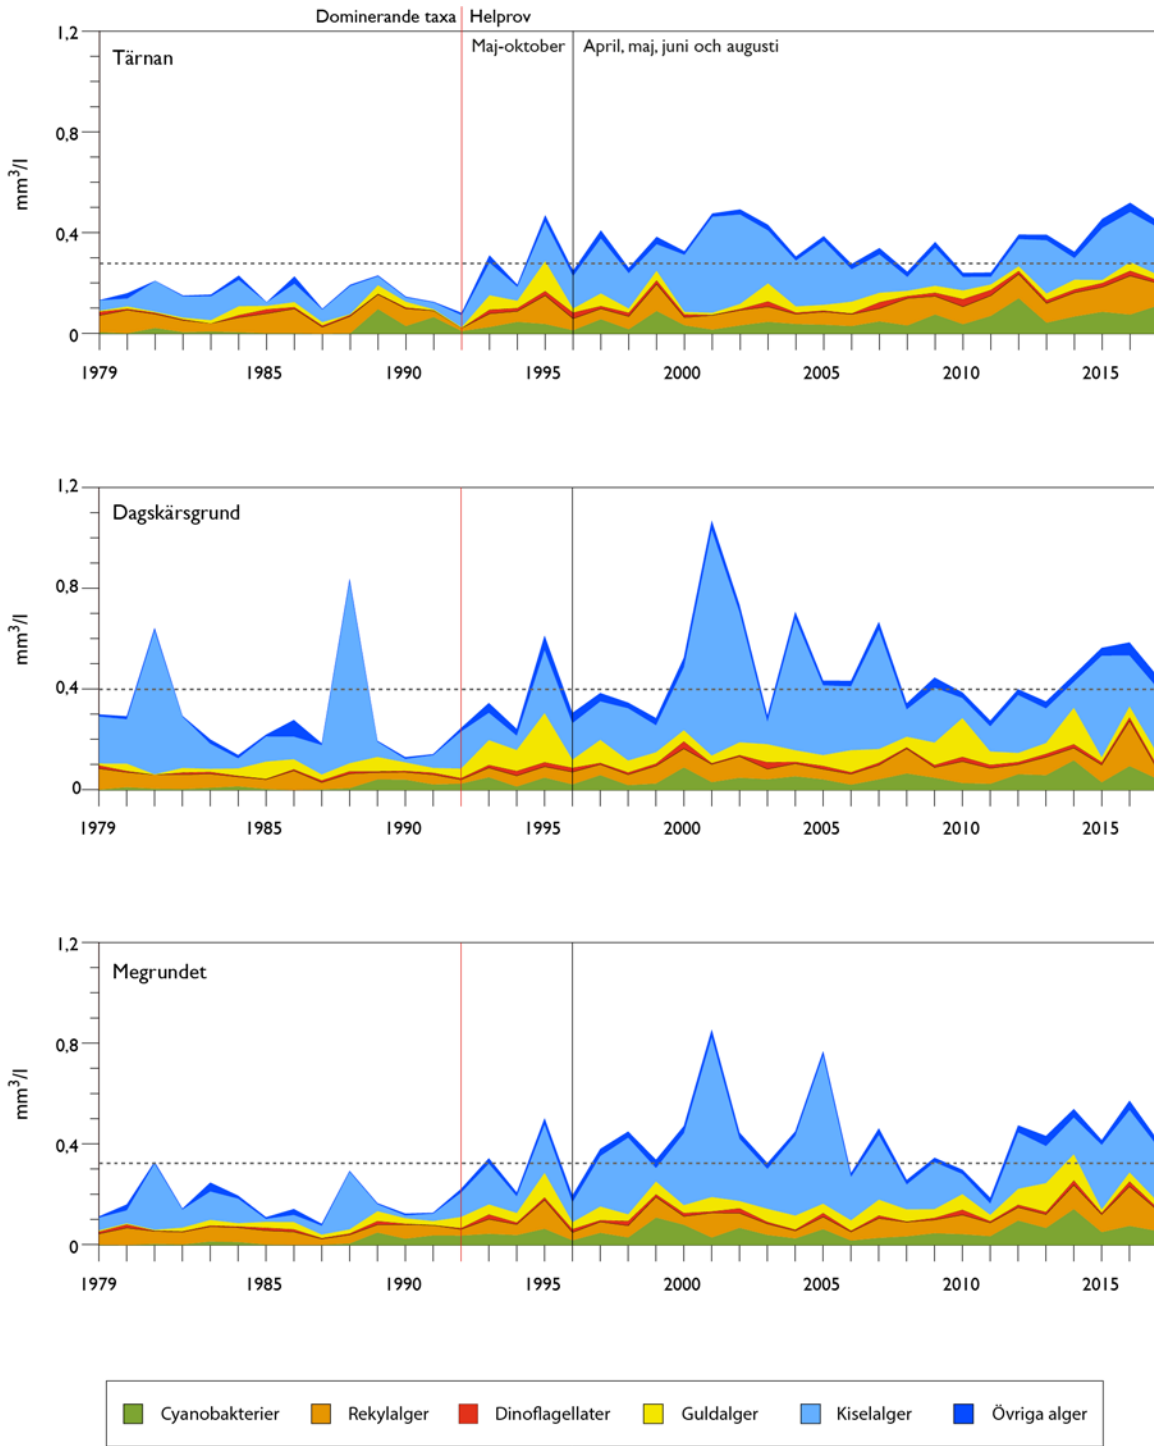 Dominerande taxa Helprov
1,2
Maj-oktober April, maj, juni och augusti
Tärnan
0,8
mm³/l
0,4
0
1979 1985 1990 1995 2000 2005 2010 2015
1,2
Dagskärsgrund
0,8
mm³/l
0,4
0
1979 1985 1990 1995 2000 2005 2010 2015
1,2
Megrundet
0,8
mm³/l
0,4
0
1979 1985 1990 1995 2000 2005 2010 2015
Cyanobakterier Rekylalger Dinoflagellater Guldalger Kiselalger Övriga alger